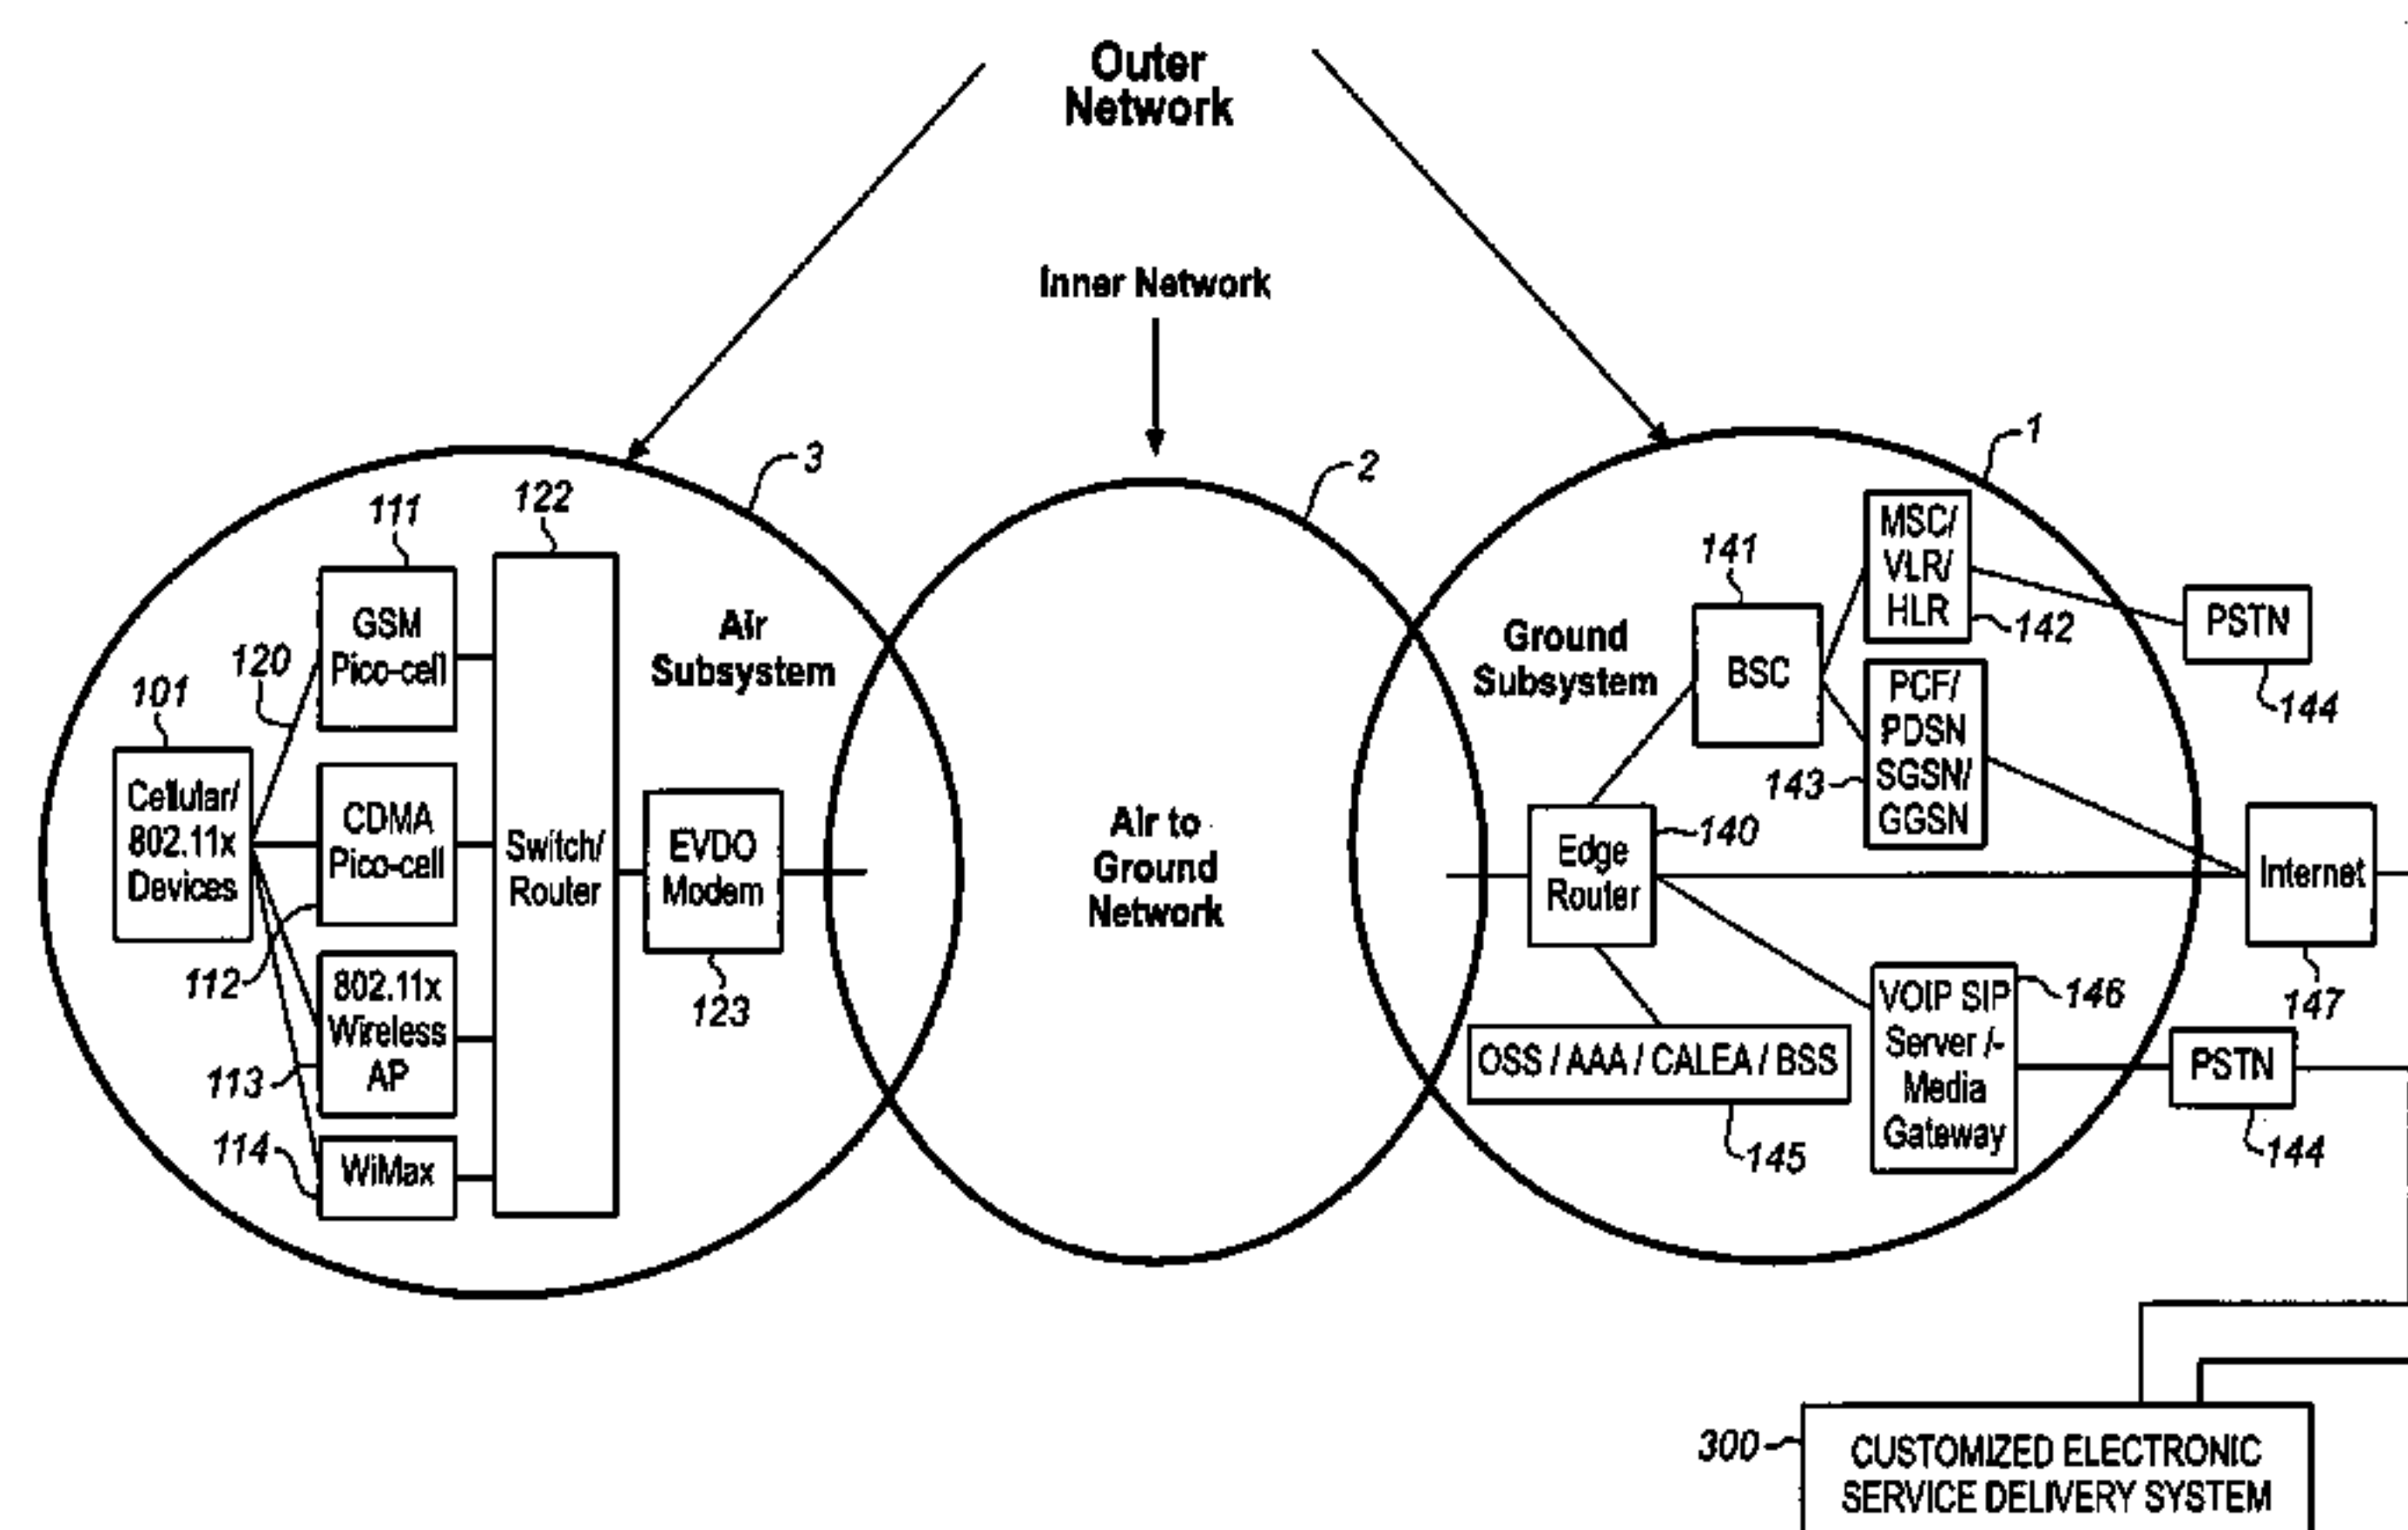 Outer
Network
Inner Network
3
2
1
111
122
141
MSC/
VLR/
HLR
142
GSM
Pico-cell
120
101
Air
Subsystem
Ground
Subsystem
BSC
PSTN
144
PCF/
PDSN
SGSN/
GGSN
143
Cellular/
802.11x
Devices
CDMA
Pico-cell
112
Switch/
Router
EVDO
Modem
123
Air to
Ground
Network
Edge
Router
140
Internet
147
802.11x
Wireless
AP
113
OSS / AAA / CALEA / BSS
145
VOIP SIP
Server /-
Media
Gateway
146
PSTN
144
114
WiMax
300
CUSTOMIZED ELECTRONIC
SERVICE DELIVERY SYSTEM